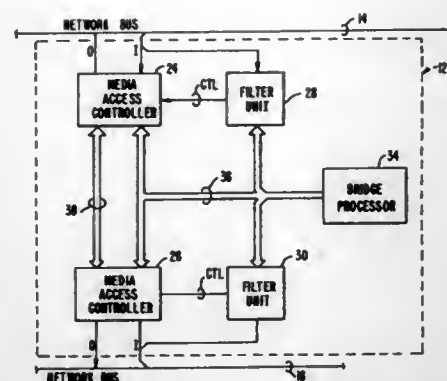 NETWORK BUS
14
O I
24
12
MEDIA ACCESS CONTROLLER
CTL
FILTER UNIT
28
34
38
36
BRIDGE PROCESSOR
26
MEDIA ACCESS CONTROLLER
CTL
30
FILTER UNIT
O I
NETWORK BUS
16